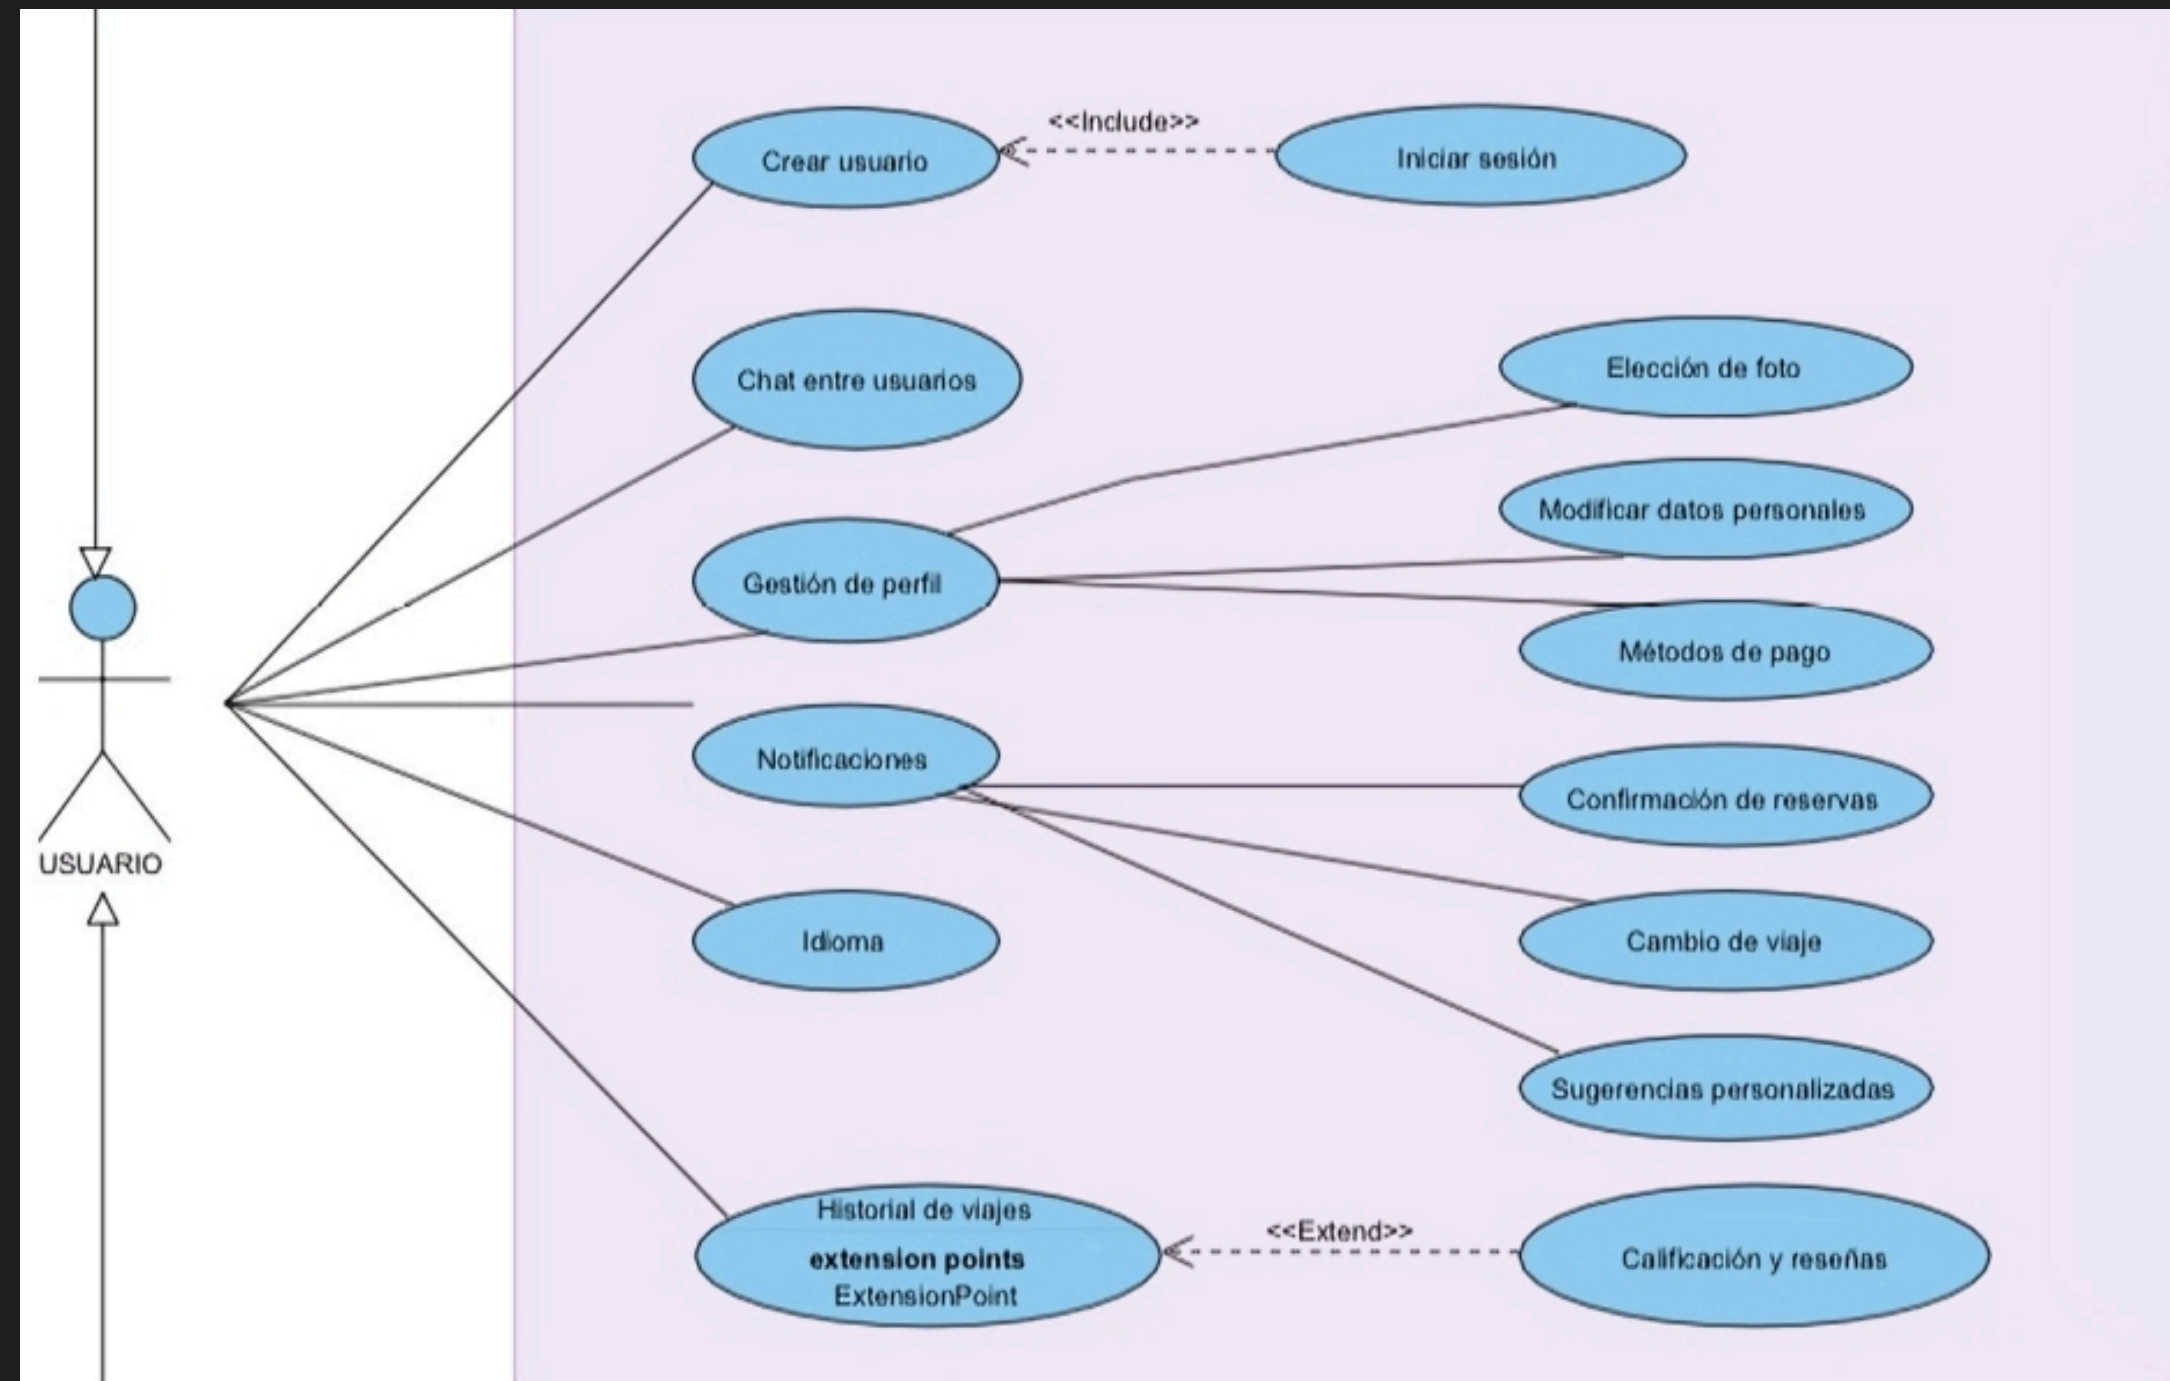 Crear usuario
<<Include>>
Iniciar sesión
Chat entre usuarios
Elección de foto
Modificar datos personales
Gestión de perfil
Métodos de pago
Notificaciones
Confirmación de reservas
USUARIO
Idioma
Cambio de viaje
Sugerencias personalizadas
Historial de viajes
extension points
ExtensionPoint
<<Extend>>
Calificación y reseñas